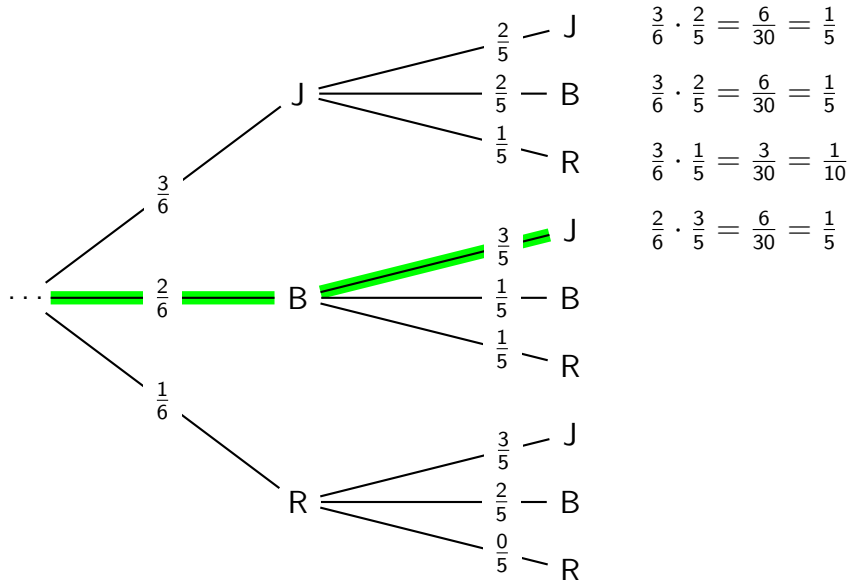 J 3/6 · 2/5 = 6/30 = 1/5
2/5
J 2/5 B 3/6 · 2/5 = 6/30 = 1/5
1/5
R 3/6 · 1/5 = 3/30 = 1/10
3/6
J 2/6 · 3/5 = 6/30 = 1/5
3/5
... 2/6 B 1/5 B
1/5
R
1/6
J
3/5
R 2/5 B
0/5
R